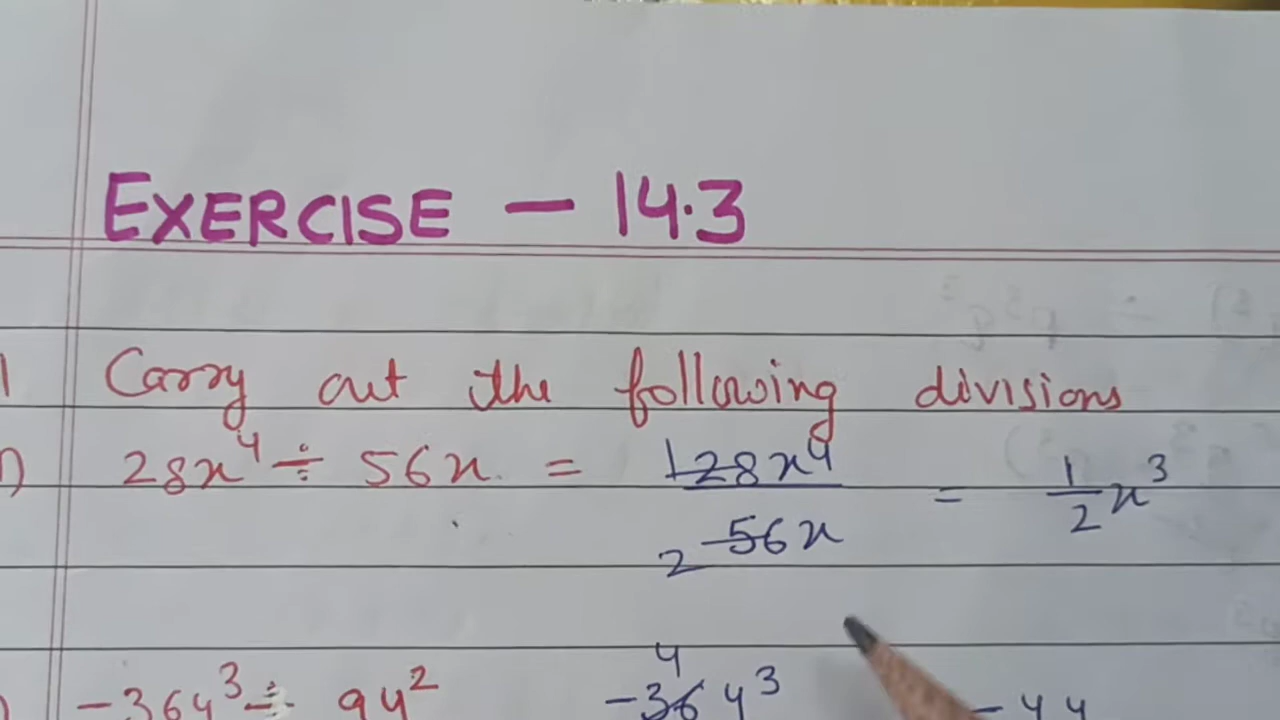 EXERCISE - 14.3
1 Carry out the following divisions
i) 28x⁴ ÷ 56x = 1 28x⁴ / 2 56x = 1/2 x³
) -36y³ ÷ 9y² 4 -36y³ -4y